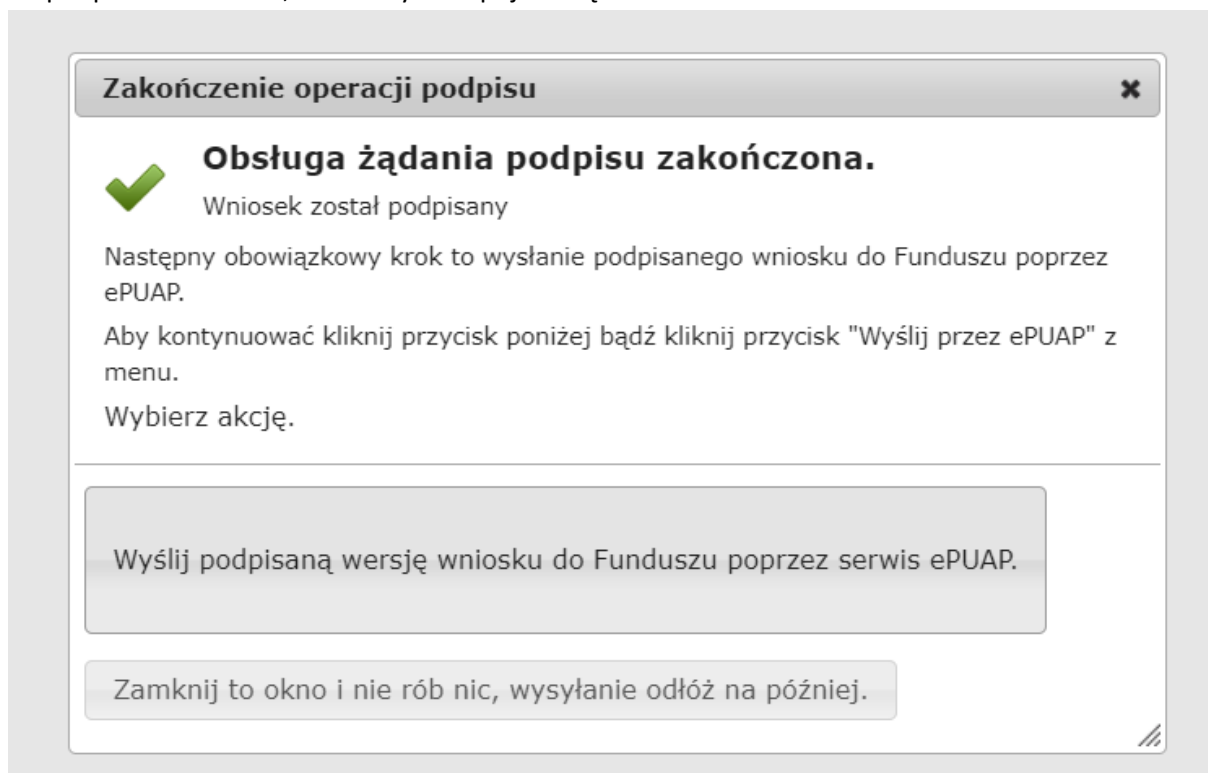 Zakończenie operacji podpisu
Obsługa żądania podpisu zakończona.
Wniosek został podpisany
Następny obowiązkowy krok to wysłanie podpisanego wniosku do Funduszu poprzez
ePUAP.
Aby kontynuować kliknij przycisk poniżej bądź kliknij przycisk "Wyślij przez ePUAP" z
menu.
Wybierz akcję.
Wyślij podpisaną wersję wniosku do Funduszu poprzez serwis ePUAP.
Zamknij to okno i nie rób nic, wysyłanie odłóż na później.